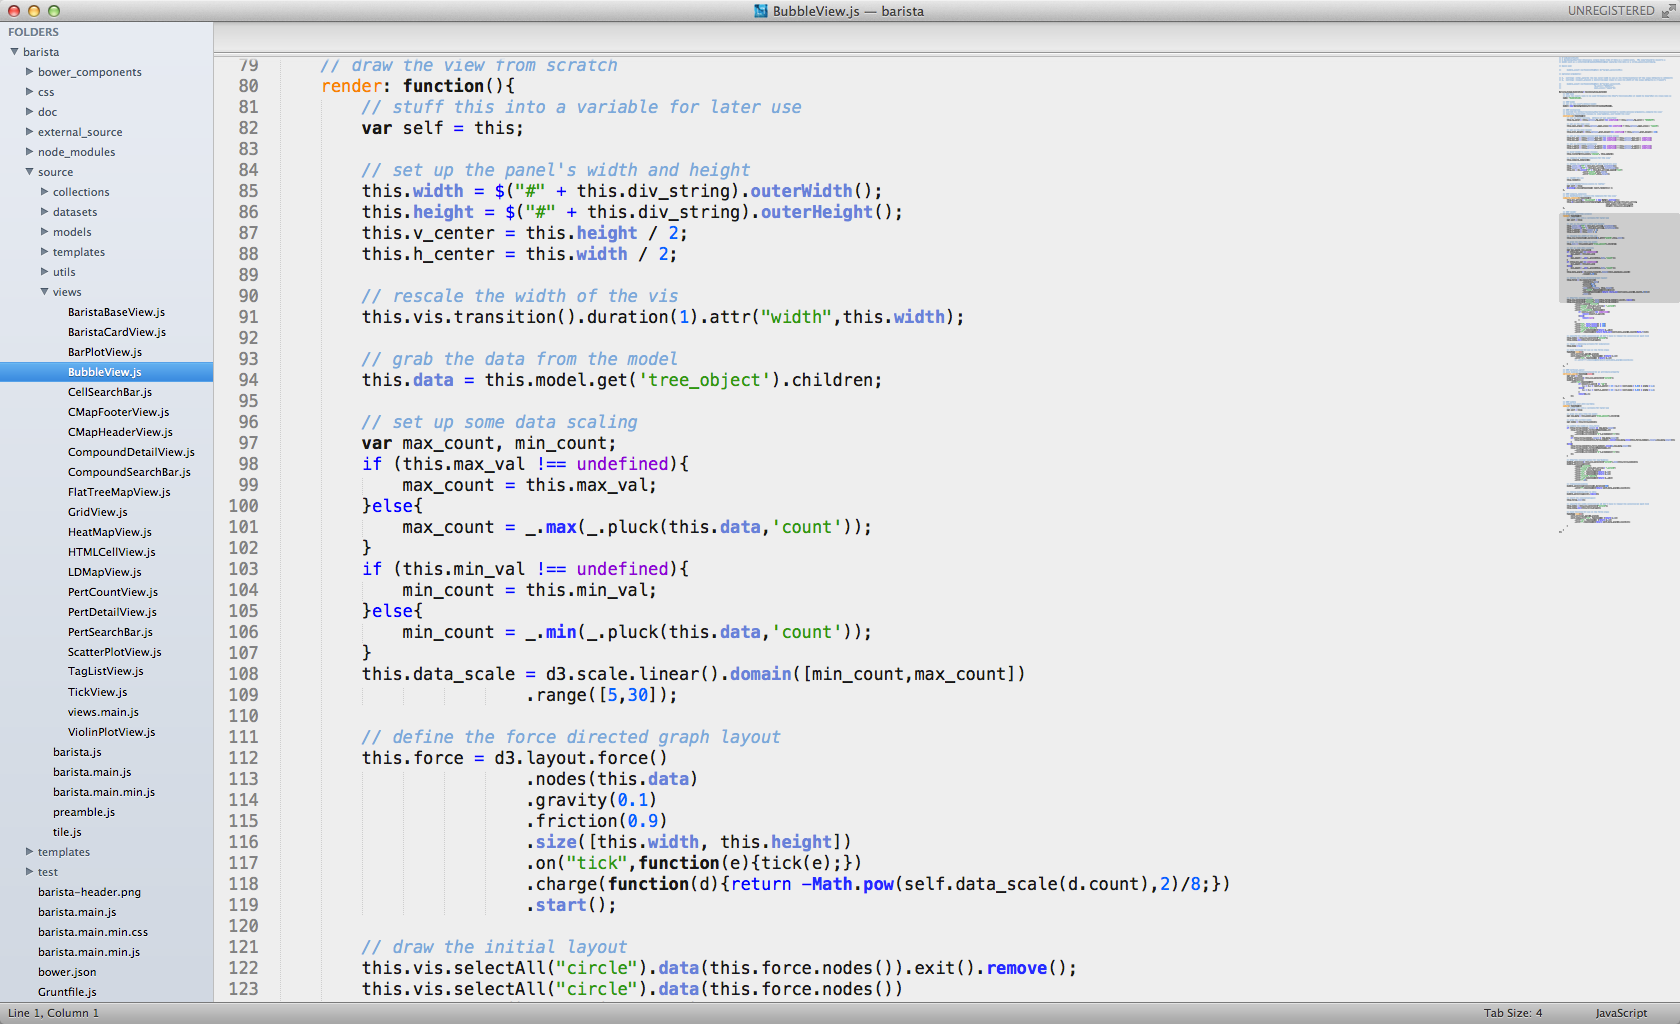 BubbleView.js — barista
UNREGISTERED
FOLDERS
barista
bower_components
css
doc
external_source
node_modules
source
collections
datasets
models
templates
utils
views
BaristaBaseView.js
BaristaCardView.js
BarPlotView.js
BubbleView.js
CellSearchBar.js
CMapFooterView.js
CMapHeaderView.js
CompoundDetailView.js
CompoundSearchBar.js
FlatTreeMapView.js
GridView.js
HeatMapView.js
HTMLCellView.js
LDMapView.js
PertCountView.js
PertDetailView.js
PertSearchBar.js
ScatterPlotView.js
TagListView.js
TickView.js
views.main.js
ViolinPlotView.js
barista.js
barista.main.js
barista.main.min.js
preamble.js
tile.js
templates
test
barista-header.png
barista.main.js
barista.main.min.css
barista.main.min.js
bower.json
Gruntfile.js
79 // draw the view from scratch
80 render: function(){
81 // stuff this into a variable for later use
82 var self = this;
83
84 // set up the panel's width and height
85 this.width = $("#" + this.div_string).outerWidth();
86 this.height = $("#" + this.div_string).outerHeight();
87 this.v_center = this.height / 2;
88 this.h_center = this.width / 2;
89
90 // rescale the width of the vis
91 this.vis.transition().duration(1).attr("width",this.width);
92
93 // grab the data from the model
94 this.data = this.model.get('tree_object').children;
95
96 // set up some data scaling
97 var max_count, min_count;
98 if (this.max_val !== undefined){
99 max_count = this.max_val;
100 }else{
101 max_count = _.max(_.pluck(this.data,'count'));
102 }
103 if (this.min_val !== undefined){
104 min_count = this.min_val;
105 }else{
106 min_count = _.min(_.pluck(this.data,'count'));
107 }
108 this.data_scale = d3.scale.linear().domain([min_count,max_count])
109 .range([5,30]);
110
111 // define the force directed graph layout
112 this.force = d3.layout.force()
113 .nodes(this.data)
114 .gravity(0.1)
115 .friction(0.9)
116 .size([this.width, this.height])
117 .on("tick",function(e){tick(e);})
118 .charge(function(d){return -Math.pow(self.data_scale(d.count),2)/8;})
119 .start();
120
121 // draw the initial layout
122 this.vis.selectAll("circle").data(this.force.nodes()).exit().remove();
123 this.vis.selectAll("circle").data(this.force.nodes())
Line 1, Column 1
Tab Size: 4
JavaScript